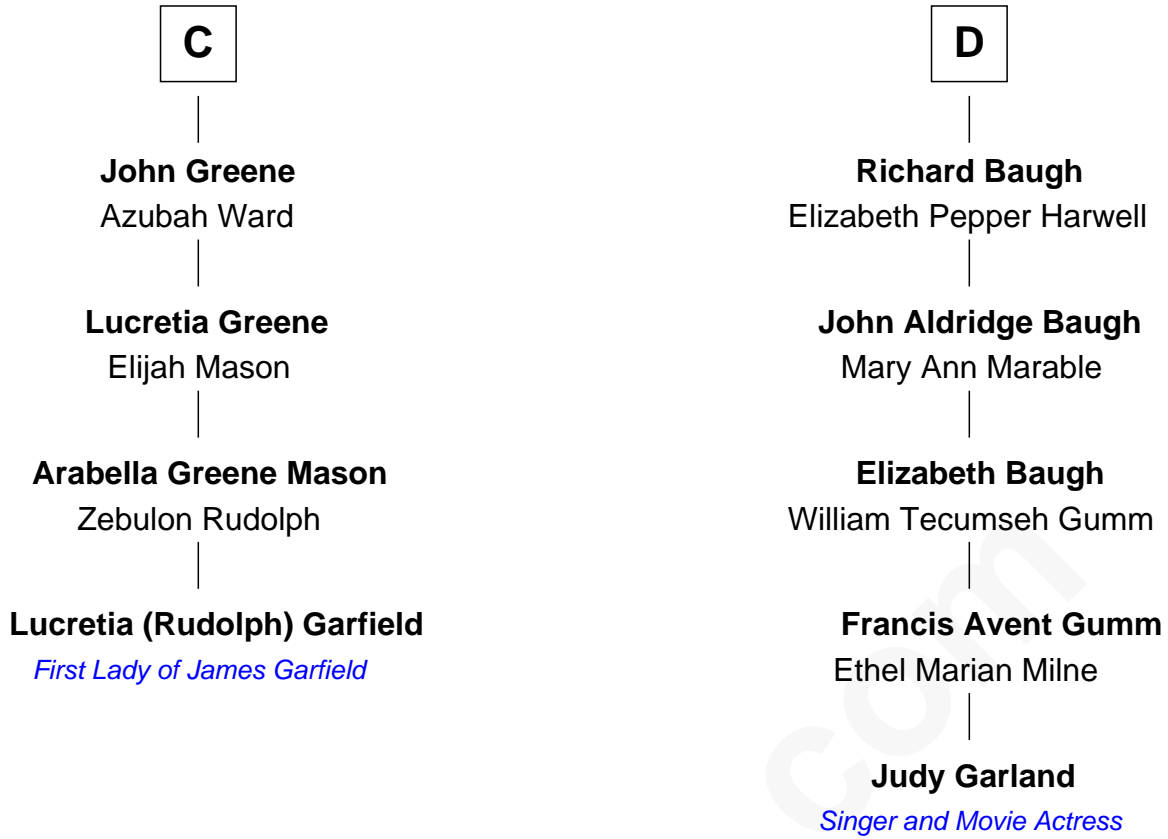 C
John Greene
Azubah Ward
Lucretia Greene
Elijah Mason
Arabella Greene Mason
Zebulon Rudolph
Lucretia (Rudolph) Garfield
First Lady of James Garfield
D
Richard Baugh
Elizabeth Pepper Harwell
John Aldridge Baugh
Mary Ann Marable
Elizabeth Baugh
William Tecumseh Gumm
Francis Avent Gumm
Ethel Marian Milne
Judy Garland
Singer and Movie Actress
com